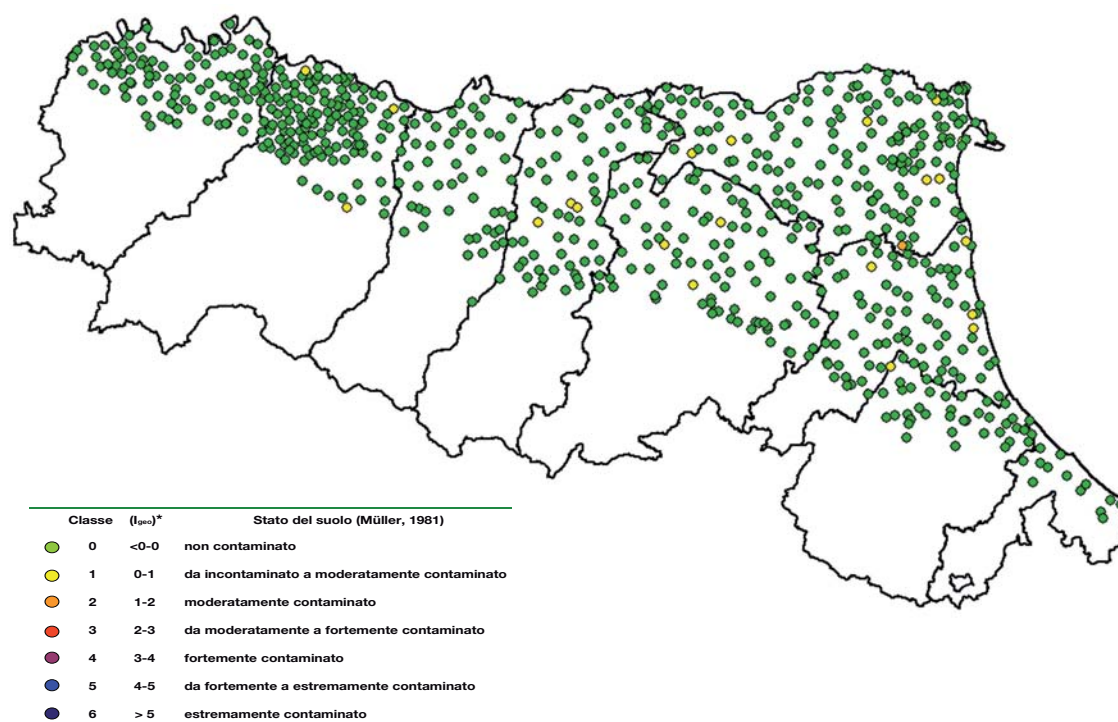 Classe (Igeo)* Stato del suolo (Müller, 1981)
0 <0-0 non contaminato
1 0-1 da incontaminato a moderatamente contaminato
2 1-2 moderatamente contaminato
3 2-3 da moderatamente a fortemente contaminato
4 3-4 fortemente contaminato
5 4-5 da fortemente a estremamente contaminato
6 > 5 estremamente contaminato